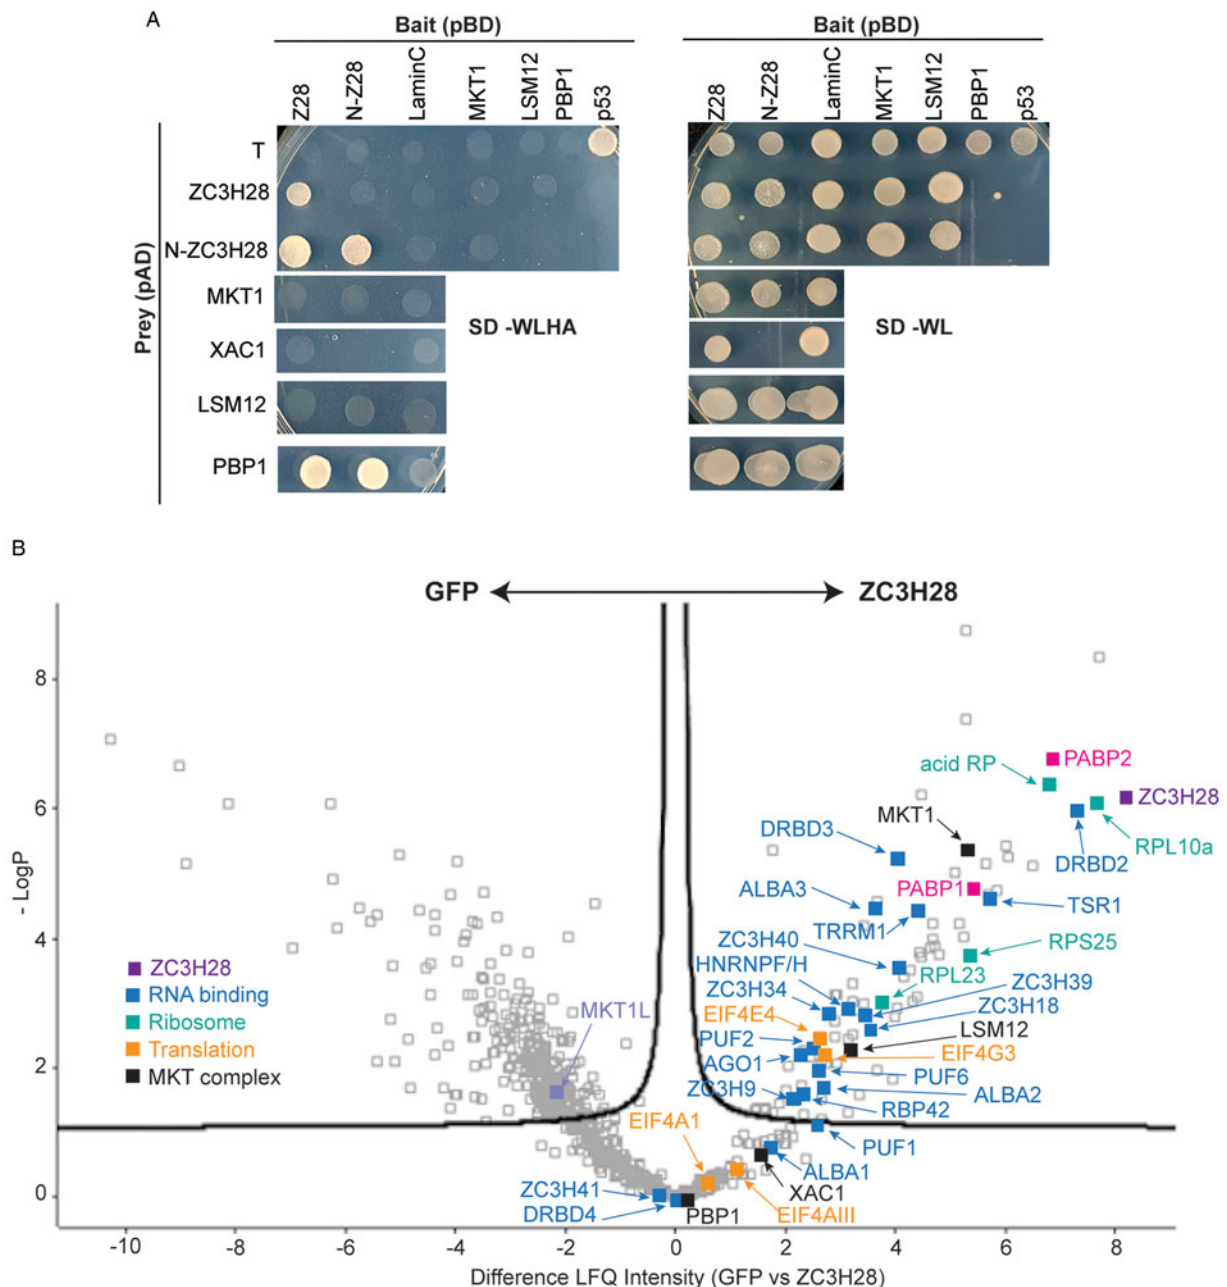 A
Bait (pBD)
Bait (pBD)
Z28
N-Z28
LaminC
MKT1
LSM12
PBP1
p53
Z28
N-Z28
LaminC
MKT1
LSM12
PBP1
p53
Prey (pAD)
T
ZC3H28
N-ZC3H28
MKT1
XAC1
LSM12
PBP1
SD -WLHA
SD -WL
B
GFP
ZC3H28
- LogP
8
6
4
2
0
PABP2
acid RP
ZC3H28
MKT1
RPL10a
DRBD3
DRBD2
PABP1
ALBA3
TSR1
TRRM1
ZC3H40
RPS25
HNRNPF/H
RPL23
ZC3H39
ZC3H34
ZC3H18
EIF4E4
LSM12
PUF2
EIF4G3
AGO1
PUF6
ZC3H9
ALBA2
RBP42
PUF1
MKT1L
EIF4A1
ALBA1
XAC1
ZC3H41
DRBD4
PBP1
EIF4AIII
ZC3H28
RNA binding
Ribosome
Translation
MKT complex
-10 -8 -6 -4 -2 0 2 4 6 8
Difference LFQ Intensity (GFP vs ZC3H28)